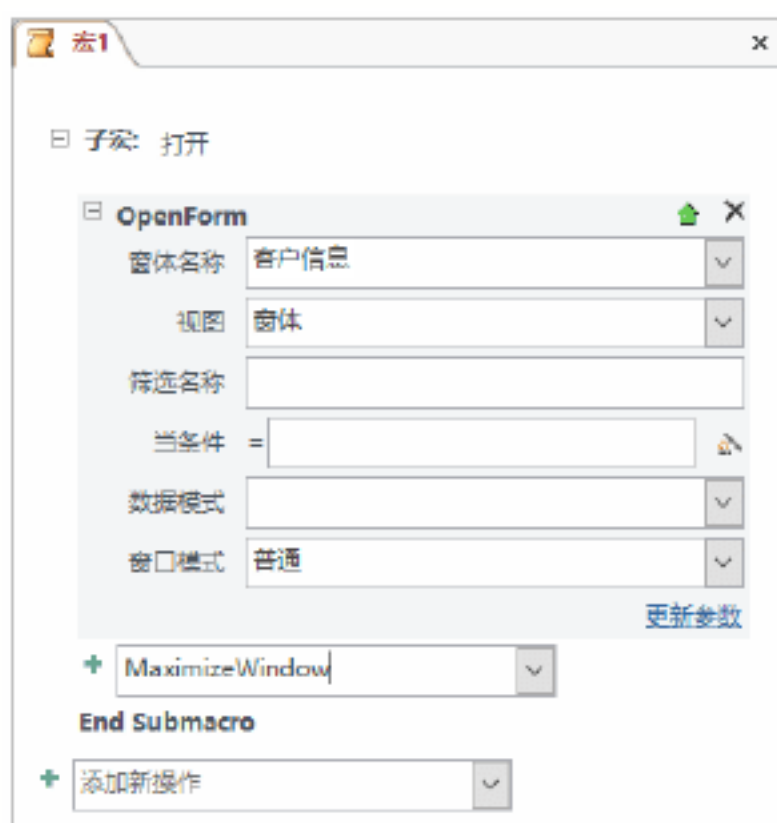 宏1
子宏: 打开
OpenForm
窗体名称 客户信息
视图 窗体
筛选名称
当条件 =
数据模式
窗口模式 普通
更新参数
MaximizeWindow
End Submacro
添加新操作